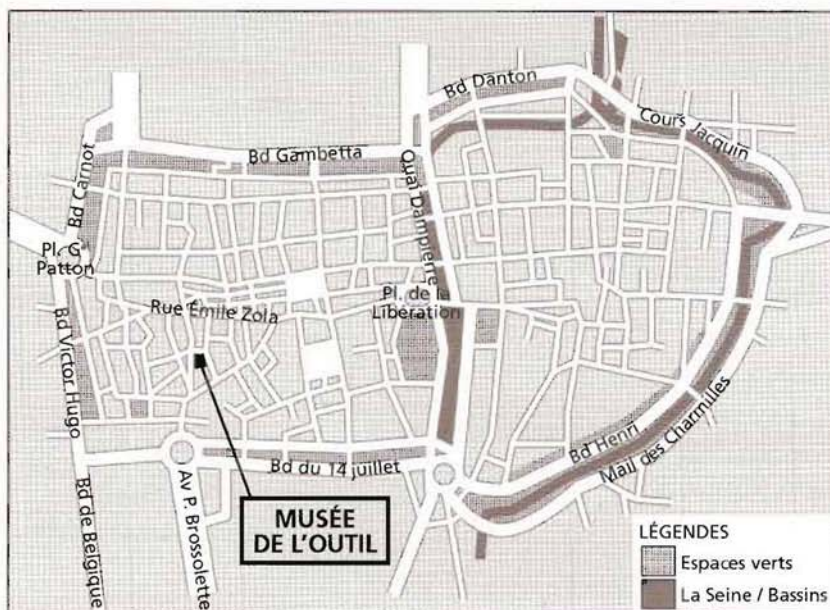 Bd Danton
Cours Jacquin
Bd Gambetta
Quai Dampierre
Bd Carnot
Pl. G
Patton
Pl. de la
Libération
Rue Émile Zola
Bd Victor Hugo
Bd Henri
Mail des Charmilles
Bd du 14 juillet
Av P. Brossolette
Bd de Belgique
MUSÉE
DE L'OUTIL
LÉGENDES
Espaces verts
La Seine / Bassins